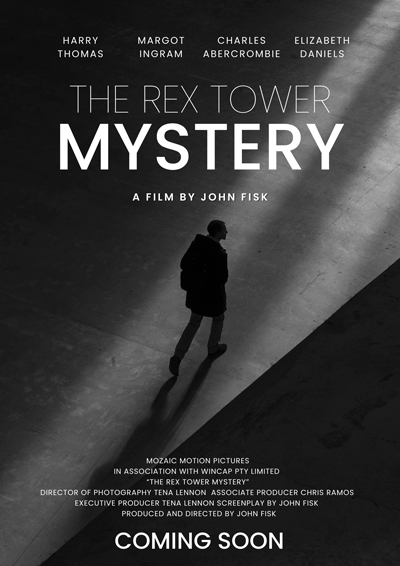 HARRY THOMAS MARGOT INGRAM CHARLES ABERCROMBIE ELIZABETH DANIELS
THE REX TOWER
MYSTERY
A FILM BY JOHN FISK
MOZAIC MOTION PICTURES
IN ASSOCIATION WITH WINCAP PTY LIMITED
"THE REX TOWER MYSTERY"
DIRECTOR OF PHOTOGRAPHY TENA LENNON ASSOCIATE PRODUCER CHRIS RAMOS
EXECUTIVE PRODUCER TENA LENNON SCREENPLAY BY JOHN FISK
PRODUCED AND DIRECTED BY JOHN FISK
COMING SOON